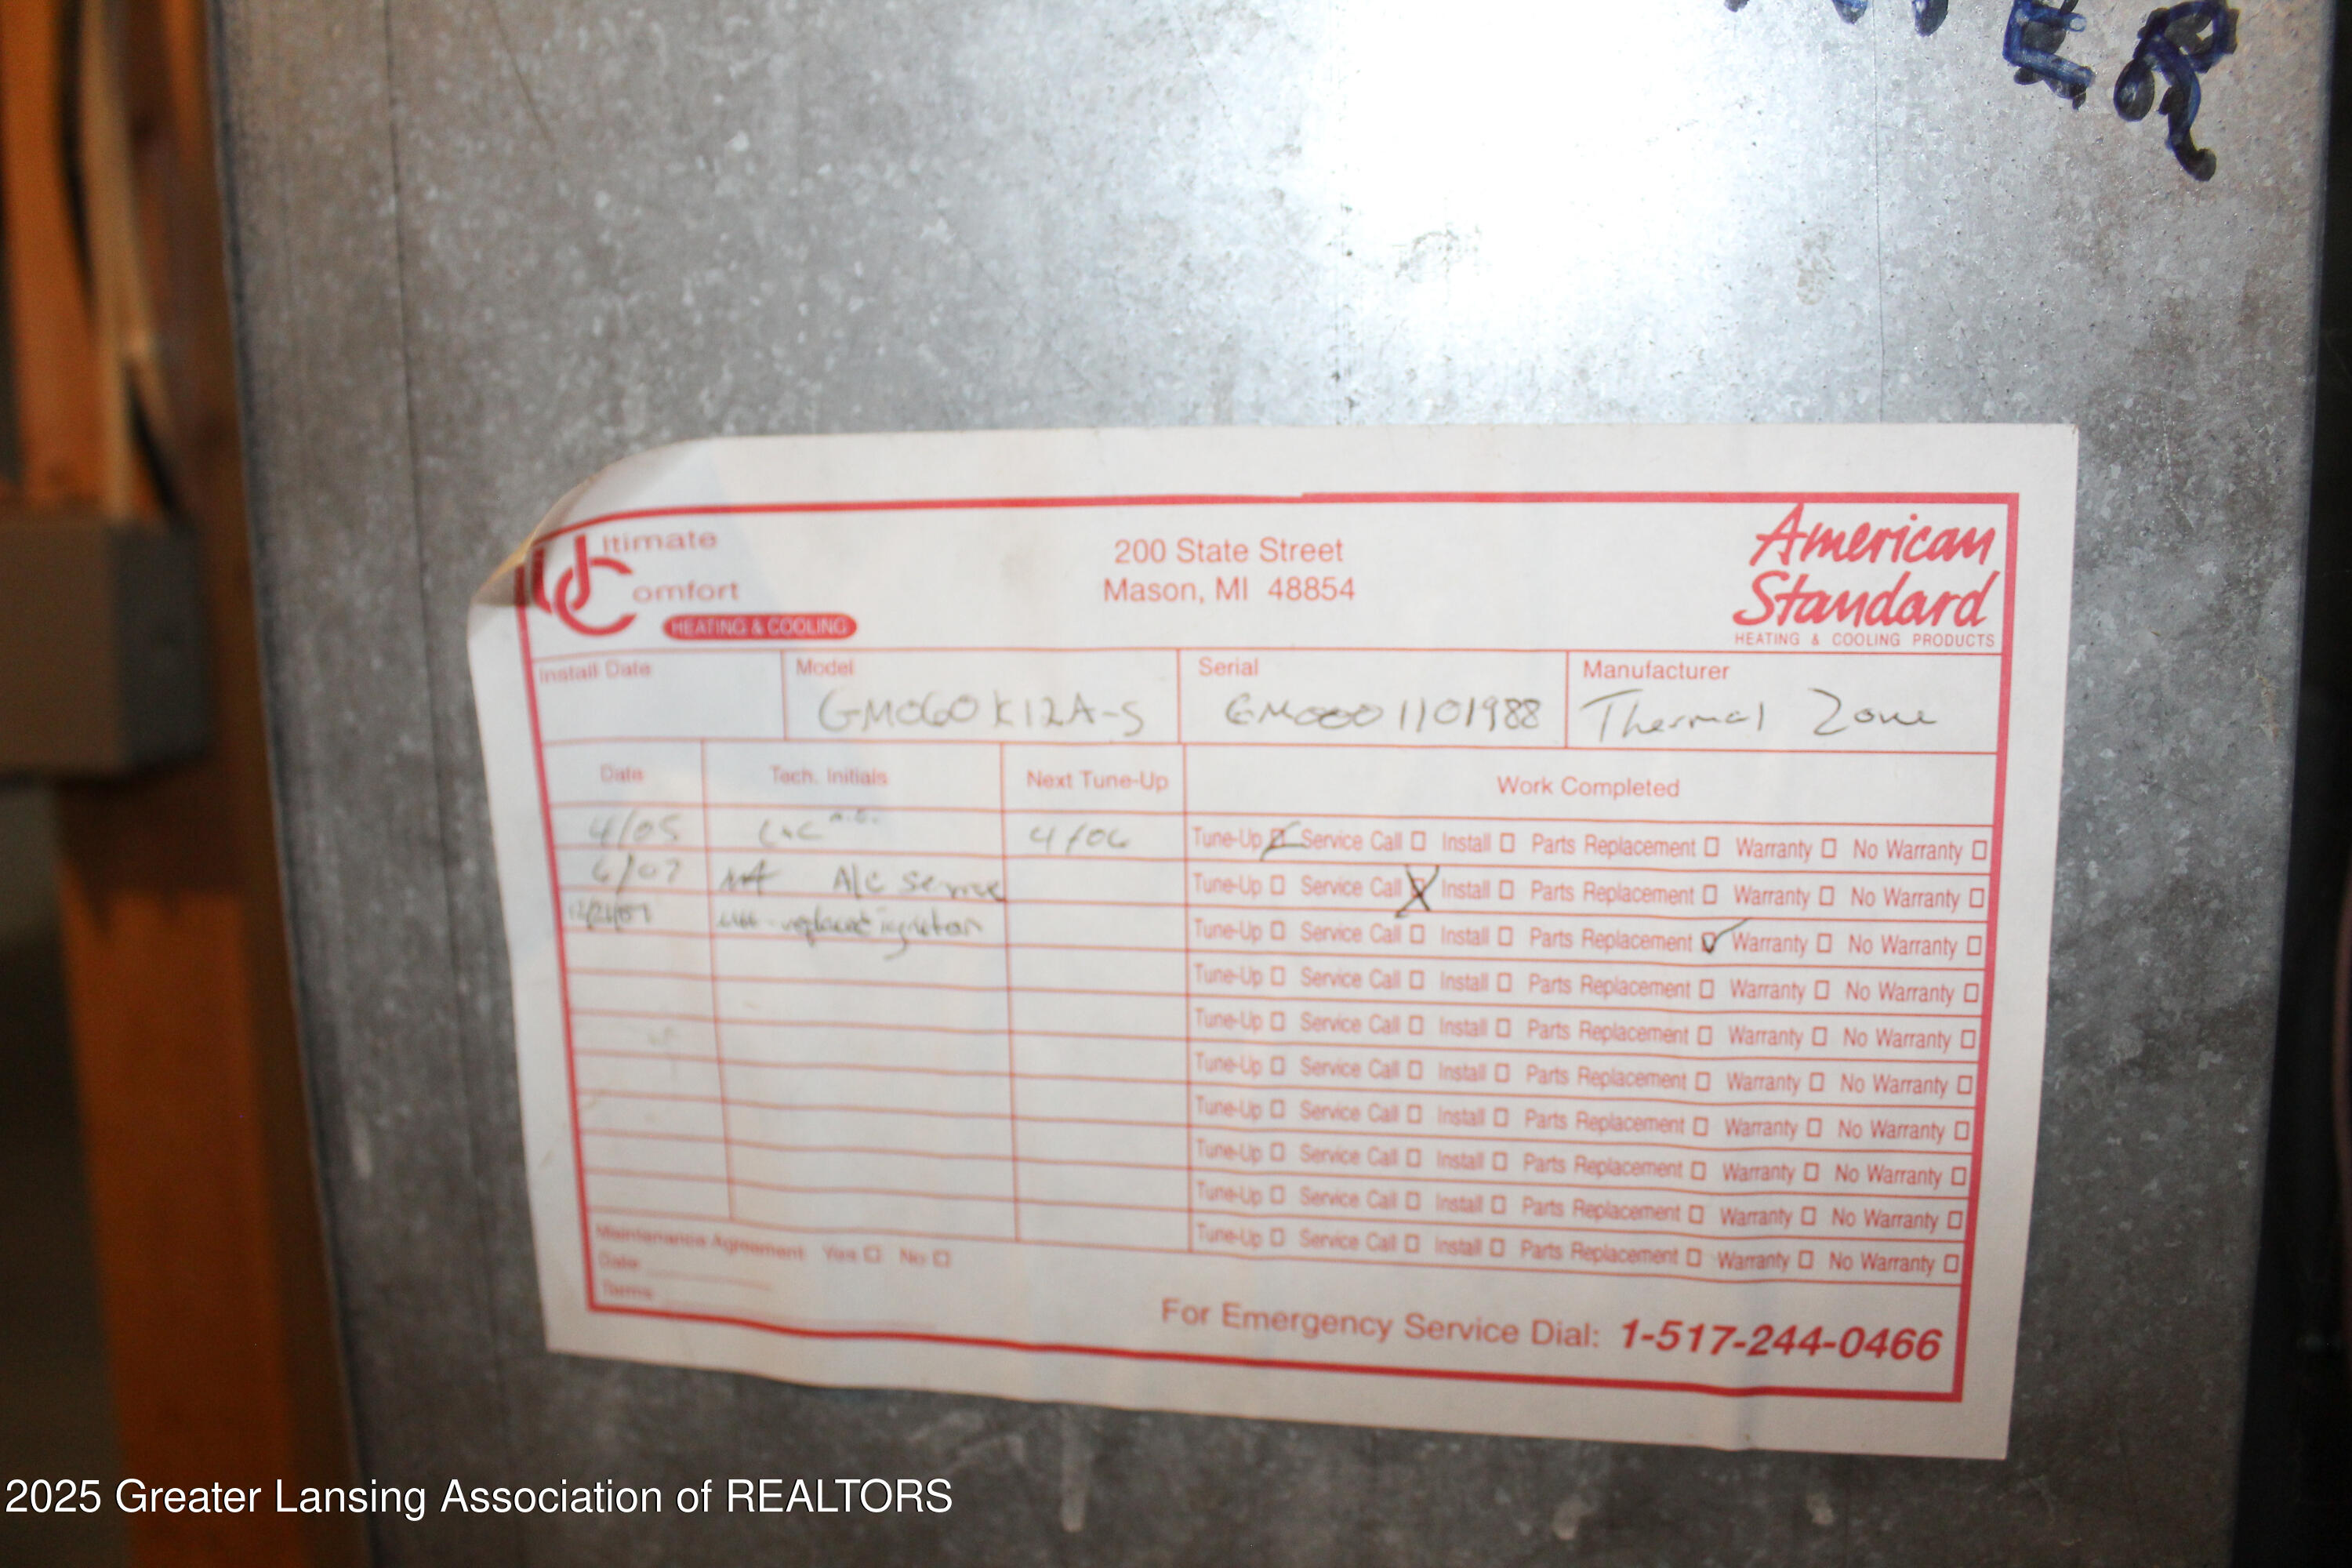 ER
Ultimate
Comfort
HEATING & COOLING
200 State Street
Mason, MI 48854
American
Standard
HEATING & COOLING PRODUCTS
Install Date
Model
GM060K12A-S
Serial
1101988
Manufacturer
Thermal Zone
Date Tech. Initials Next Tune-Up Work Completed
4/05 4/06 Tune-Up Service Call Install Parts Replacement Warranty No Warranty
6/07 A/C Service Tune-Up Service Call Install Parts Replacement Warranty No Warranty
Tune-Up Service Call Install Parts Replacement Warranty No Warranty
Tune-Up Service Call Install Parts Replacement Warranty No Warranty
Tune-Up Service Call Install Parts Replacement Warranty No Warranty
Tune-Up Service Call Install Parts Replacement Warranty No Warranty
Tune-Up Service Call Install Parts Replacement Warranty No Warranty
Tune-Up Service Call Install Parts Replacement Warranty No Warranty
Tune-Up Service Call Install Parts Replacement Warranty No Warranty
Tune-Up Service Call Install Parts Replacement Warranty No Warranty
Maintenance Agreement Yes No
Date
Terms
For Emergency Service Dial: 1-517-244-0466
2025 Greater Lansing Association of REALTORS